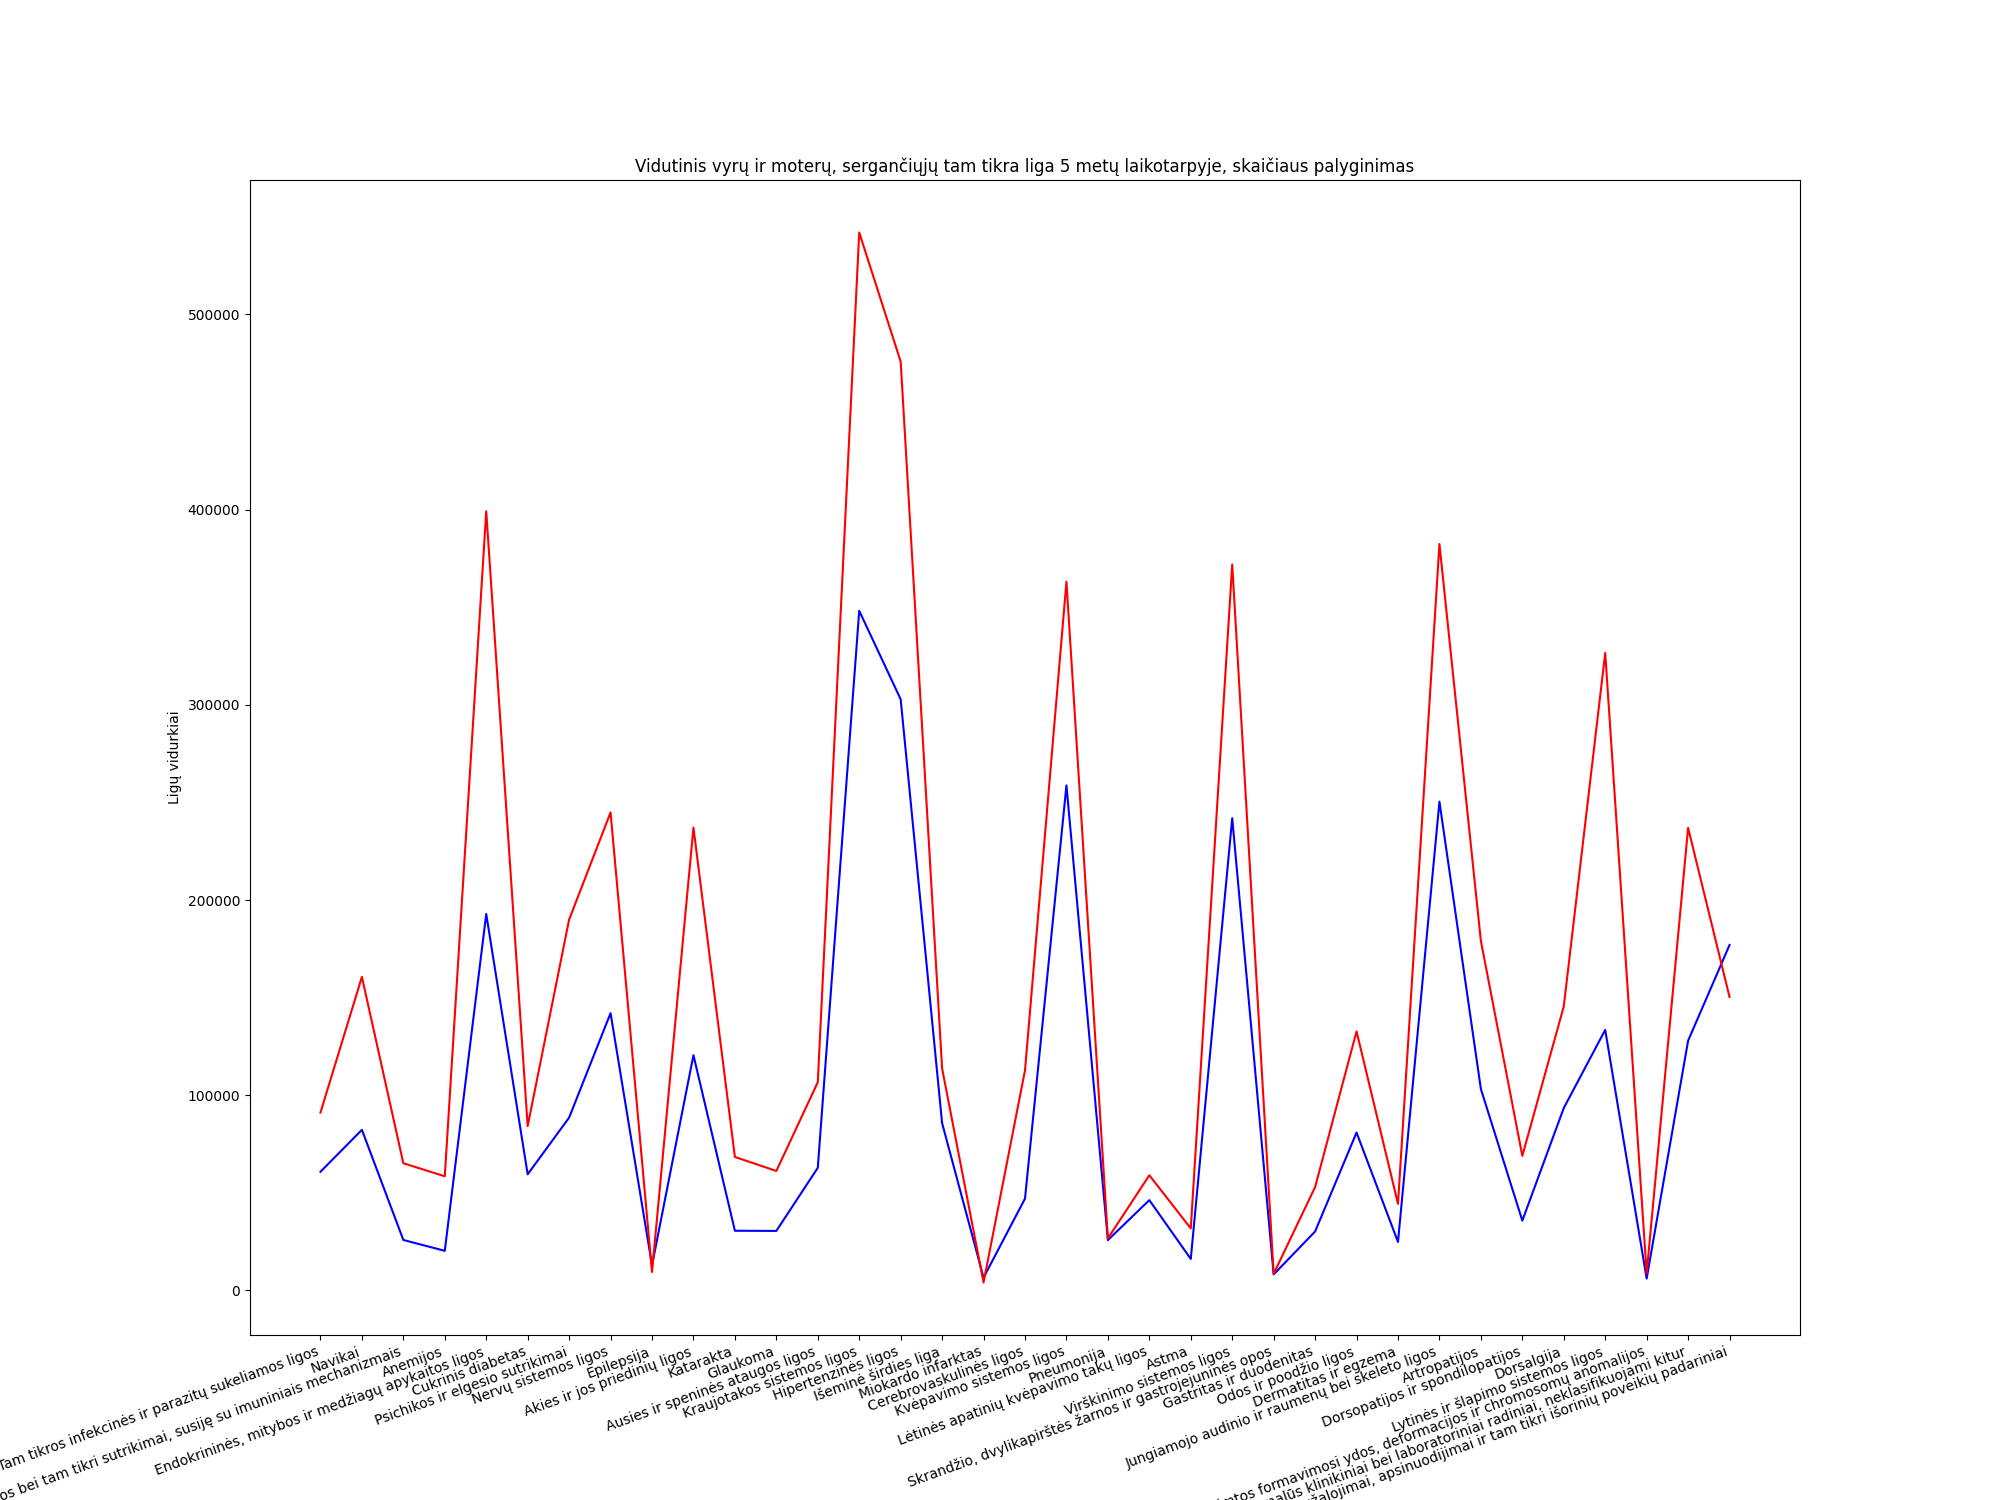 Vidutinis vyrų ir moterų, sergančiųjų tam tikra liga 5 metų laikotarpyje, skaičiaus palyginimas
Ligų vidurkiai
500000
400000
300000
200000
100000
0
Tam tikros infekcinės ir parazitų sukeliamos ligos
Navikai
os bei tam tikri sutrikimai, susiję su imuniniais mechanizmais
Anemijos
Endokrininės, mitybos ir medžiagų apykaitos ligos
Cukrinis diabetas
Psichikos ir elgesio sutrikimai
Nervų sistemos ligos
Epilepsija
Akies ir jos priedinių ligos
Katarakta
Glaukoma
Ausies ir speninės ataugos ligos
Kraujotakos sistemos ligos
Hipertenzinės ligos
Išeminė širdies liga
Miokardo infarktas
Cerebrovaskulinės ligos
Kvėpavimo sistemos ligos
Pneumonija
Lėtinės apatinių kvėpavimo takų ligos
Astma
Virškinimo sistemos ligos
Skrandžio, dvylikapirštės žarnos ir gastrojejuninės opos
Gastritas ir duodenitas
Odos ir poodžio ligos
Dermatitas ir egzema
Jungiamojo audinio ir raumenų bei skeleto ligos
Artropatijos
Dorsopatijos ir spondilopatijos
Dorsalgija
Lytinės ir šlapimo sistemos ligos
formavimosi ydos, deformacijos ir chromosomų anomalijos
klinikiniai bei laboratoriniai radiniai, neklasifikuojami kitur
apsinuodijimai ir tam tikri išorinių poveikių padariniai